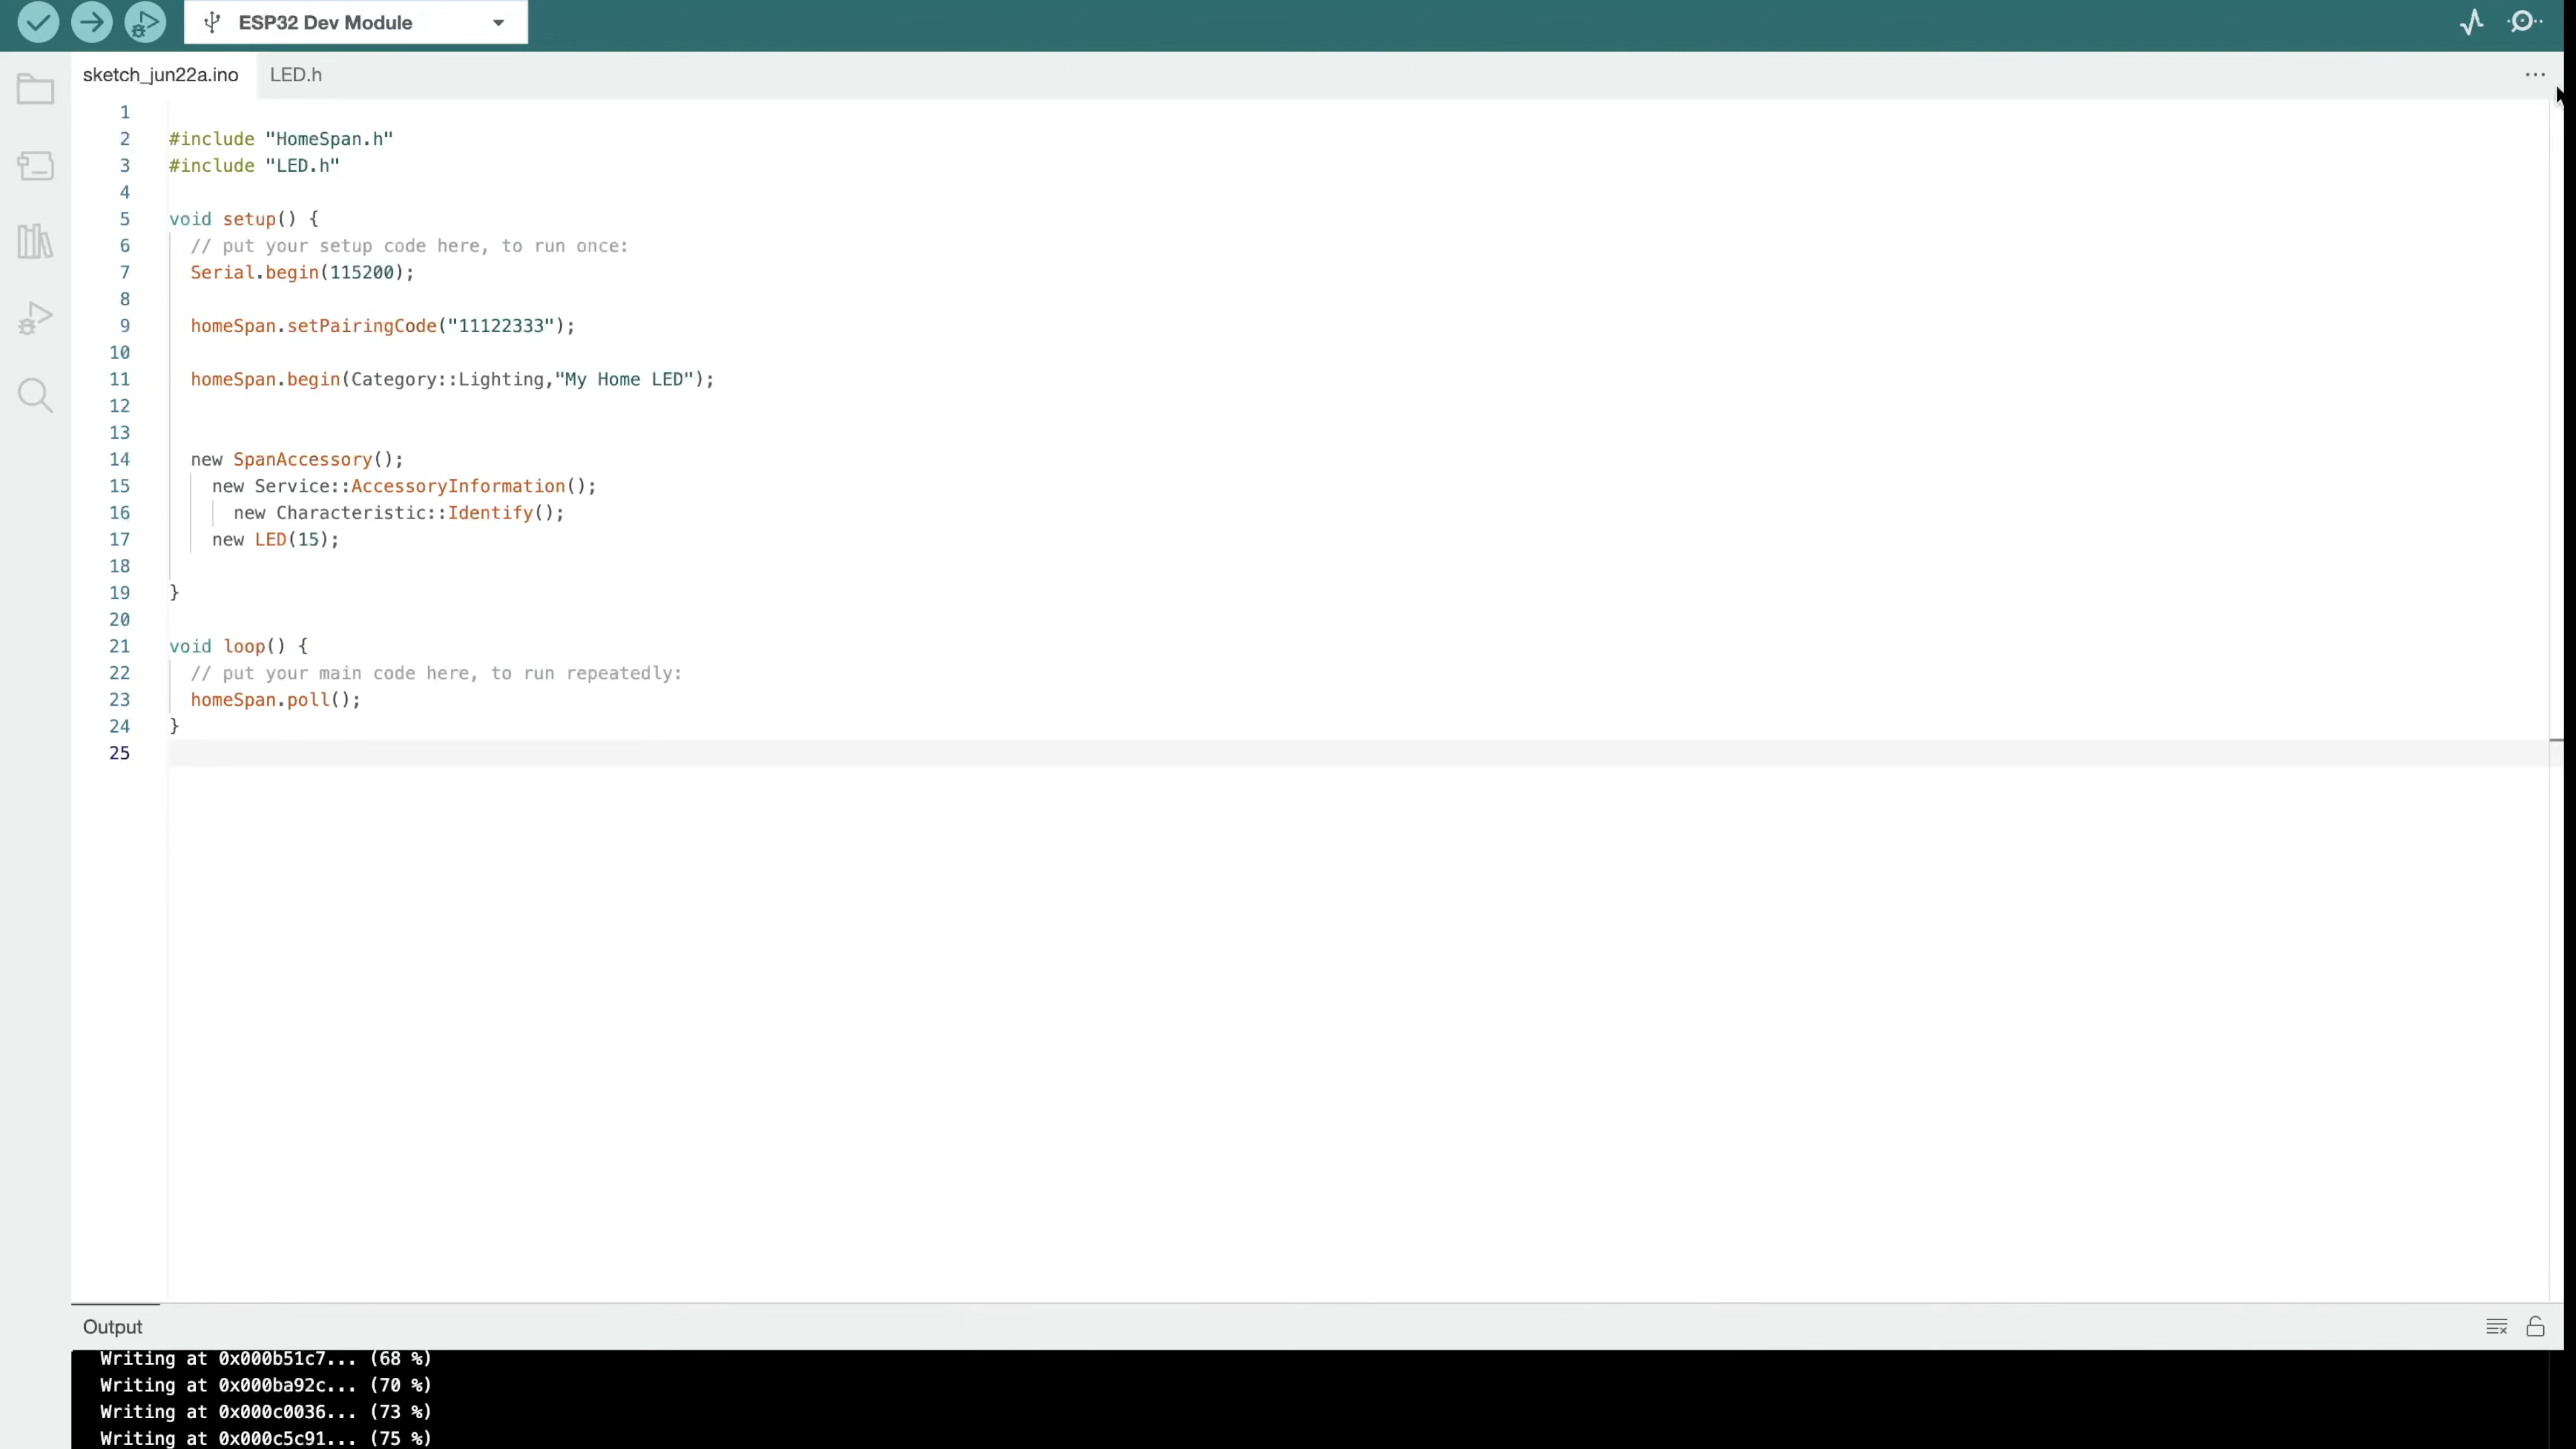 ESP32 Dev Module
sketch_jun22a.ino LED.h
1
2 #include "HomeSpan.h"
3 #include "LED.h"
4
5 void setup() {
6 // put your setup code here, to run once:
7 Serial.begin(115200);
8
9 homeSpan.setPairingCode("11122333");
10
11 homeSpan.begin(Category::Lighting,"My Home LED");
12
13
14 new SpanAccessory();
15 new Service::AccessoryInformation();
16 new Characteristic::Identify();
17 new LED(15);
18
19 }
20
21 void loop() {
22 // put your main code here, to run repeatedly:
23 homeSpan.poll();
24 }
25
Output
Writing at 0x000b51c7... (68 %)
Writing at 0x000ba92c... (70 %)
Writing at 0x000c0036... (73 %)
Writing at 0x000c5c91... (75 %)